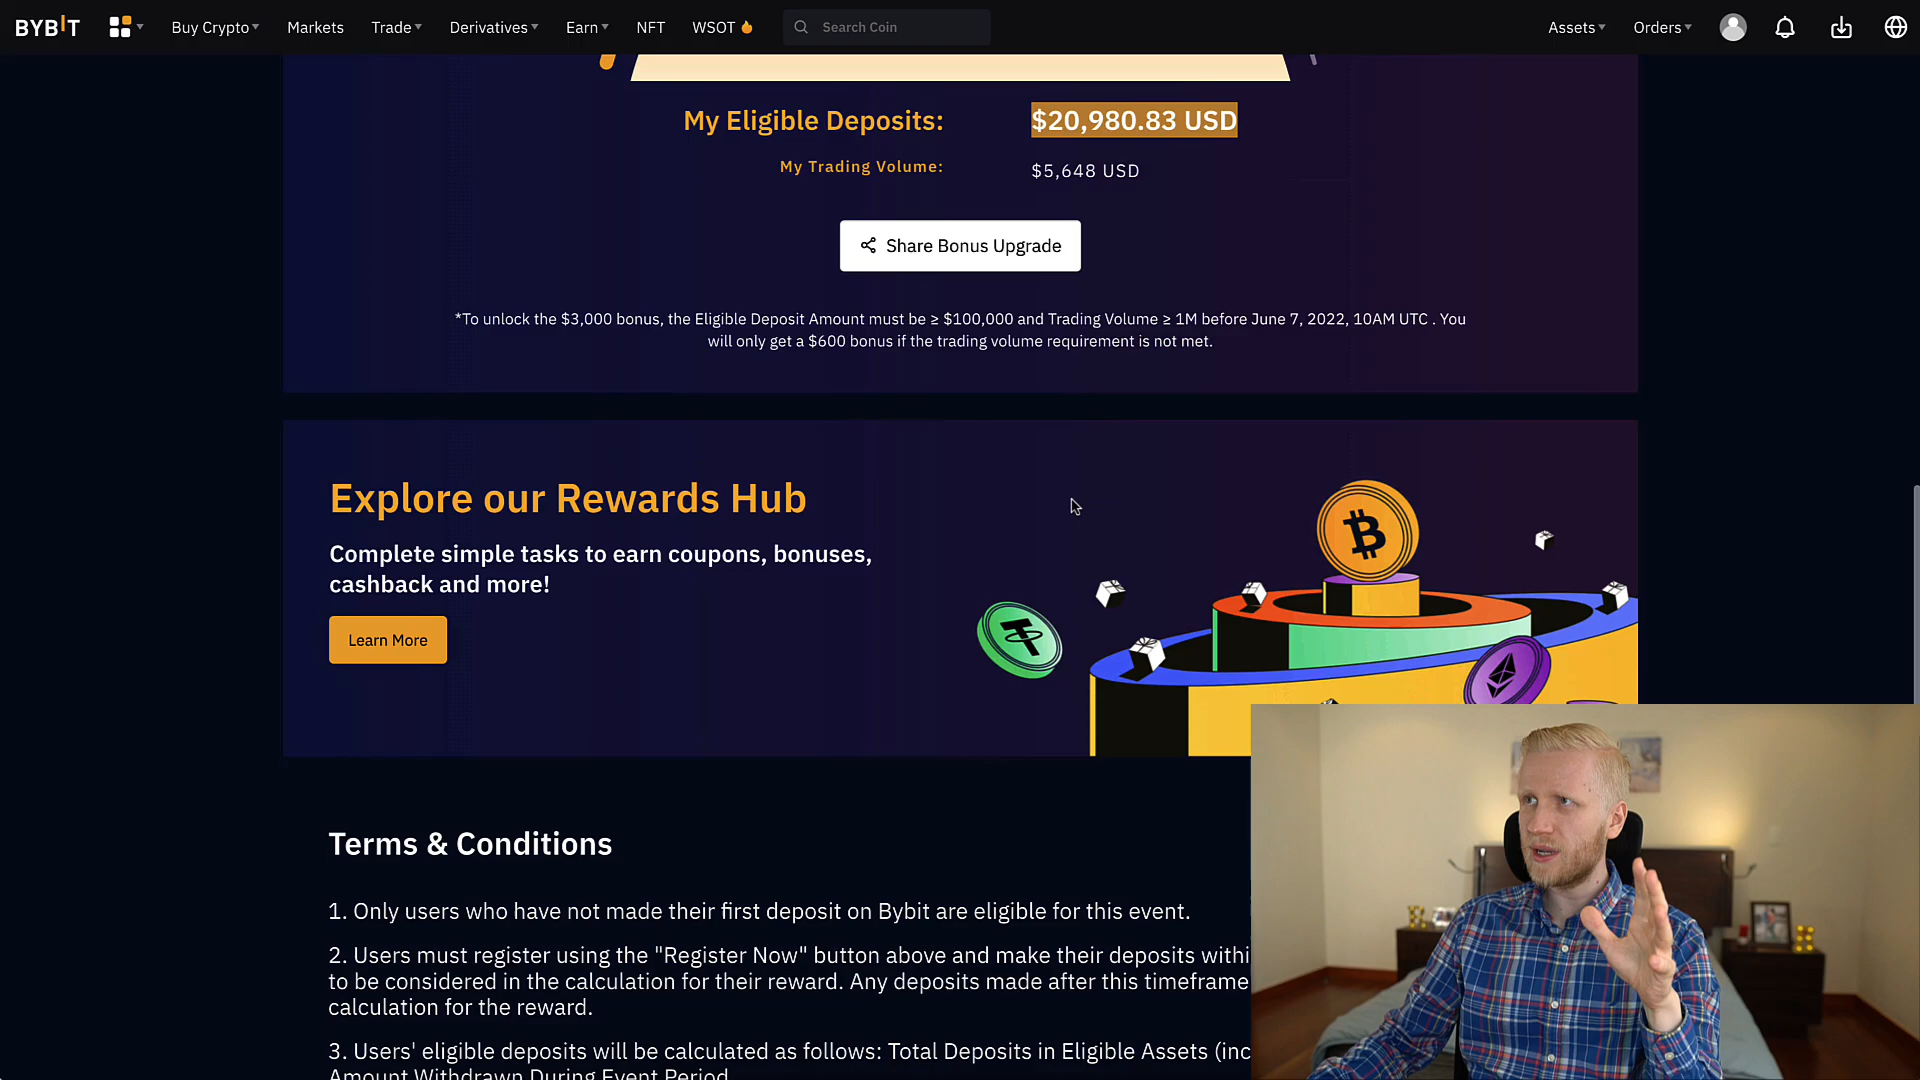 BYBIT
Buy Crypto
Markets
Trade
Derivatives
Earn
NFT
WSOT
Search Coin
Assets
Orders
My Eligible Deposits:
$20,980.83 USD
My Trading Volume:
$5,648 USD
Share Bonus Upgrade
*To unlock the $3,000 bonus, the Eligible Deposit Amount must be ≥ $100,000 and Trading Volume ≥ 1M before June 7, 2022, 10AM UTC . You
will only get a $600 bonus if the trading volume requirement is not met.
Explore our Rewards Hub
Complete simple tasks to earn coupons, bonuses,
cashback and more!
Learn More
Terms & Conditions
1. Only users who have not made their first deposit on Bybit are eligible for this event.
2. Users must register using the "Register Now" button above and make their deposits withi
to be considered in the calculation for their reward. Any deposits made after this timeframe
calculation for the reward.
3. Users' eligible deposits will be calculated as follows: Total Deposits in Eligible Assets (inc
Amount Withdrawn During Event Period